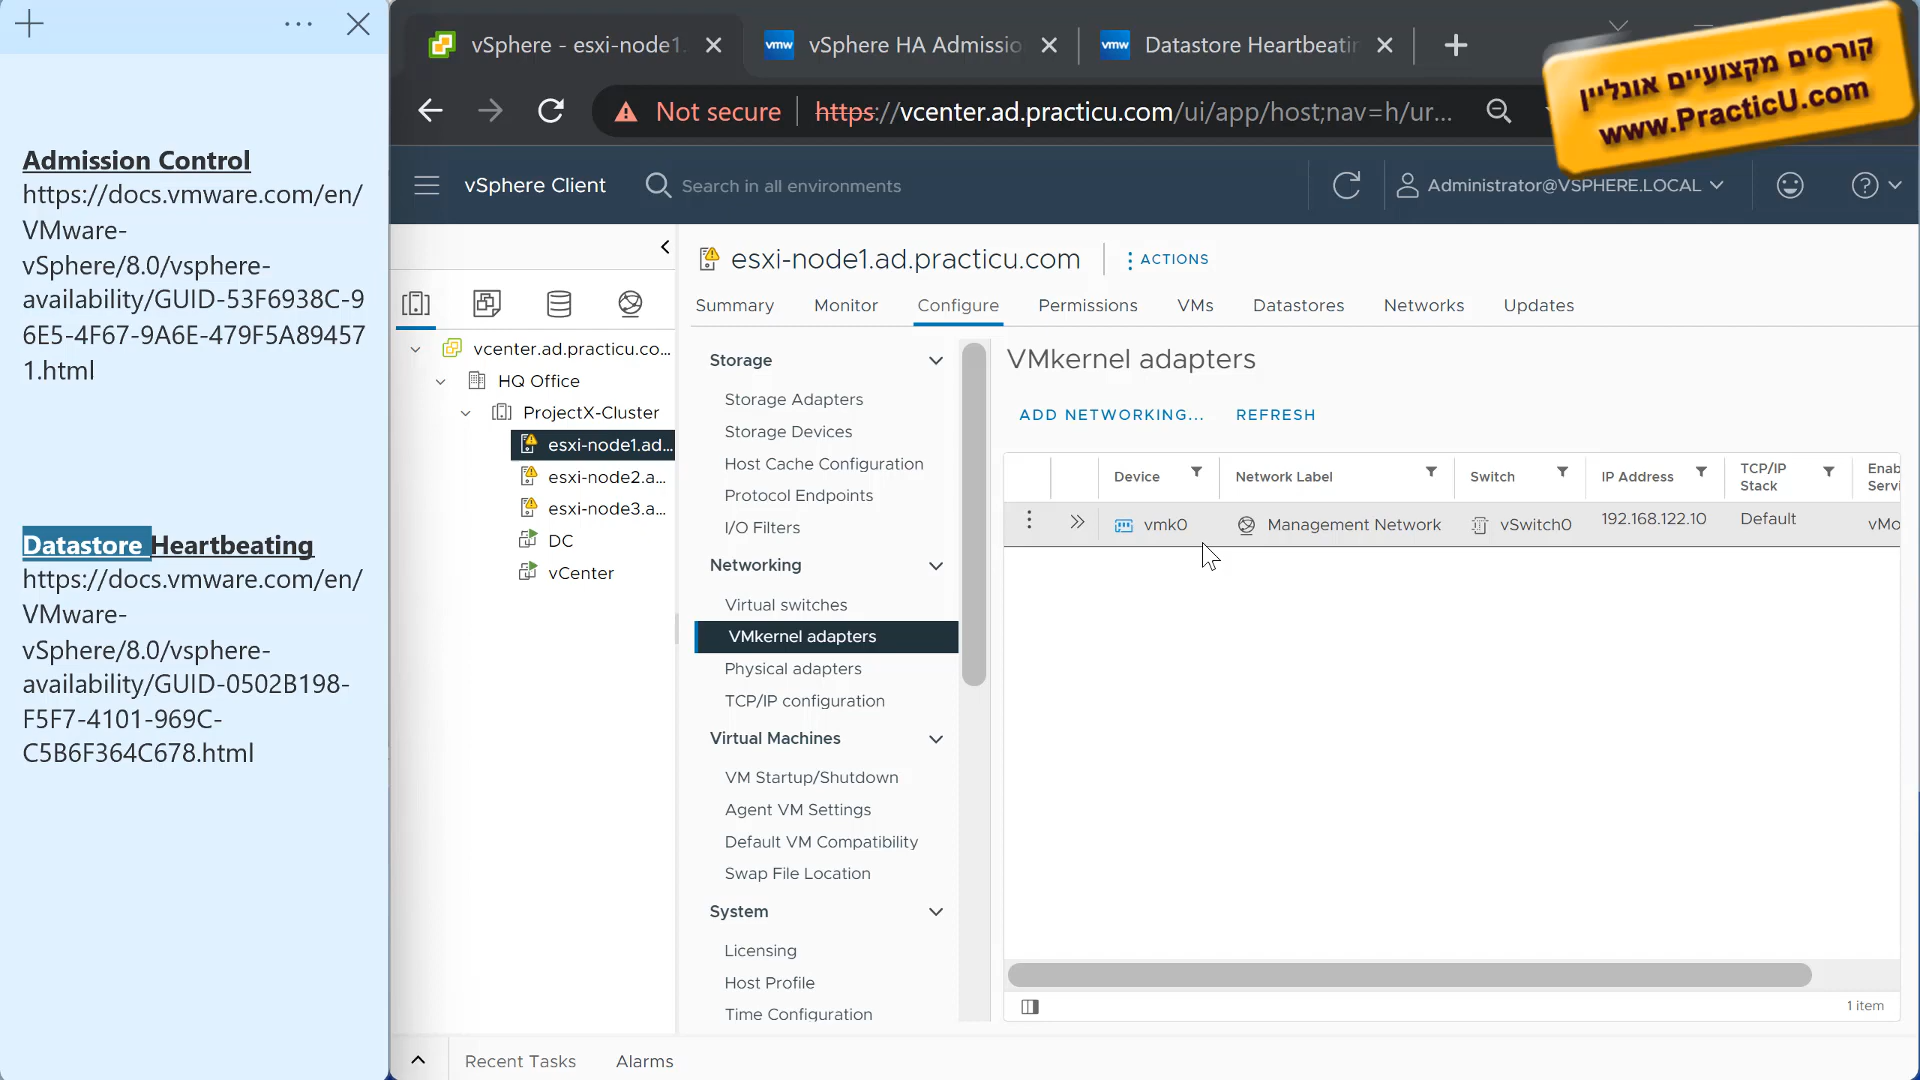 Admission Control
https://docs.vmware.com/en/
VMware-
vSphere/8.0/vsphere-
availability/GUID-53F6938C-9
6E5-4F67-9A6E-479F5A89457
1.html
Datastore Heartbeating
https://docs.vmware.com/en/
VMware-
vSphere/8.0/vsphere-
availability/GUID-0502B198-
F5F7-4101-969C-
C5B6F364C678.html
vSphere - esxi-node1.
vmw vSphere HA Admissio
vmw Datastore Heartbeatin
Not secure https://vcenter.ad.practicu.com/ui/app/host;nav=h/ur...
קורסים מקצועיים אונליין
www.PracticU.com
vSphere Client
Search in all environments
Administrator@VSPHERE.LOCAL
vcenter.ad.practicu.co...
HQ Office
ProjectX-Cluster
esxi-node1.ad...
esxi-node2.a...
esxi-node3.a...
DC
vCenter
esxi-node1.ad.practicu.com
ACTIONS
Summary Monitor Configure Permissions VMs Datastores Networks Updates
Storage
Storage Adapters
Storage Devices
Host Cache Configuration
Protocol Endpoints
I/O Filters
Networking
Virtual switches
VMkernel adapters
Physical adapters
TCP/IP configuration
Virtual Machines
VM Startup/Shutdown
Agent VM Settings
Default VM Compatibility
Swap File Location
System
Licensing
Host Profile
Time Configuration
VMkernel adapters
ADD NETWORKING... REFRESH
Device Network Label Switch IP Address TCP/IP Stack Enab Servi
vmk0 Management Network vSwitch0 192.168.122.10 Default vMo
1 item
Recent Tasks Alarms